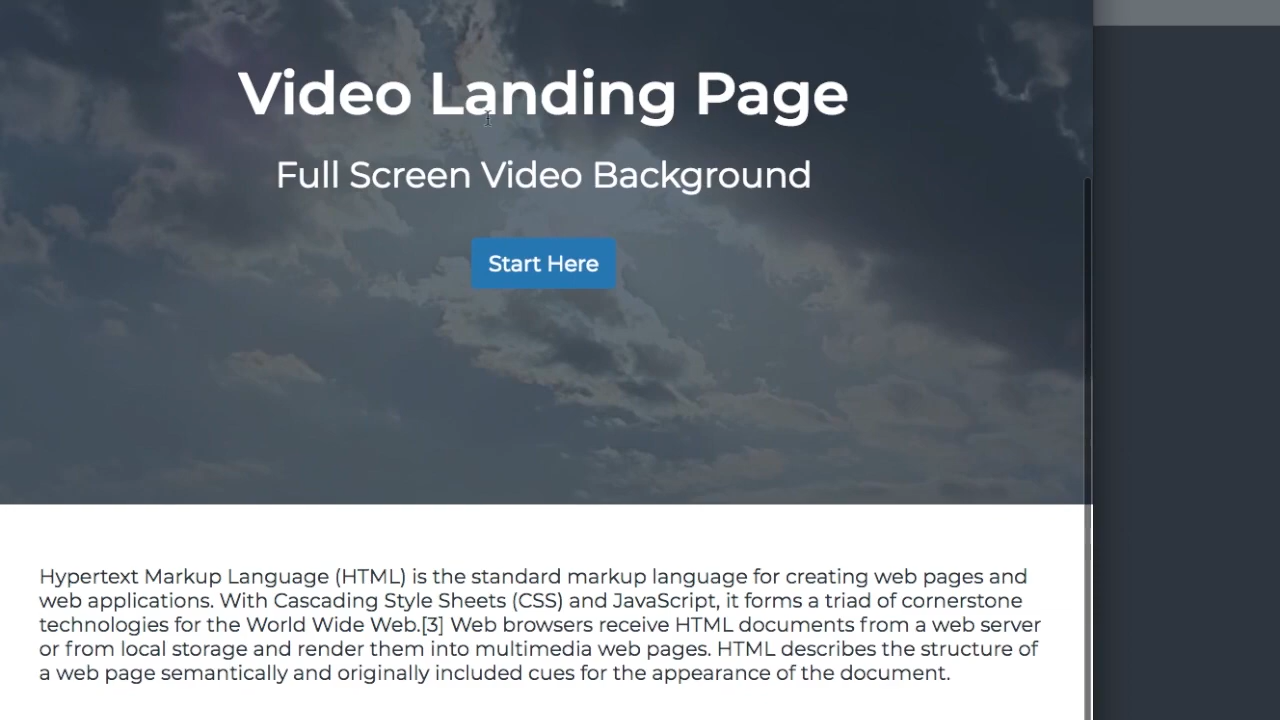 Video Landing Page
Full Screen Video Background
Start Here
Hypertext Markup Language (HTML) is the standard markup language for creating web pages and
web applications. With Cascading Style Sheets (CSS) and JavaScript, it forms a triad of cornerstone
technologies for the World Wide Web.[3] Web browsers receive HTML documents from a web server
or from local storage and render them into multimedia web pages. HTML describes the structure of
a web page semantically and originally included cues for the appearance of the document.